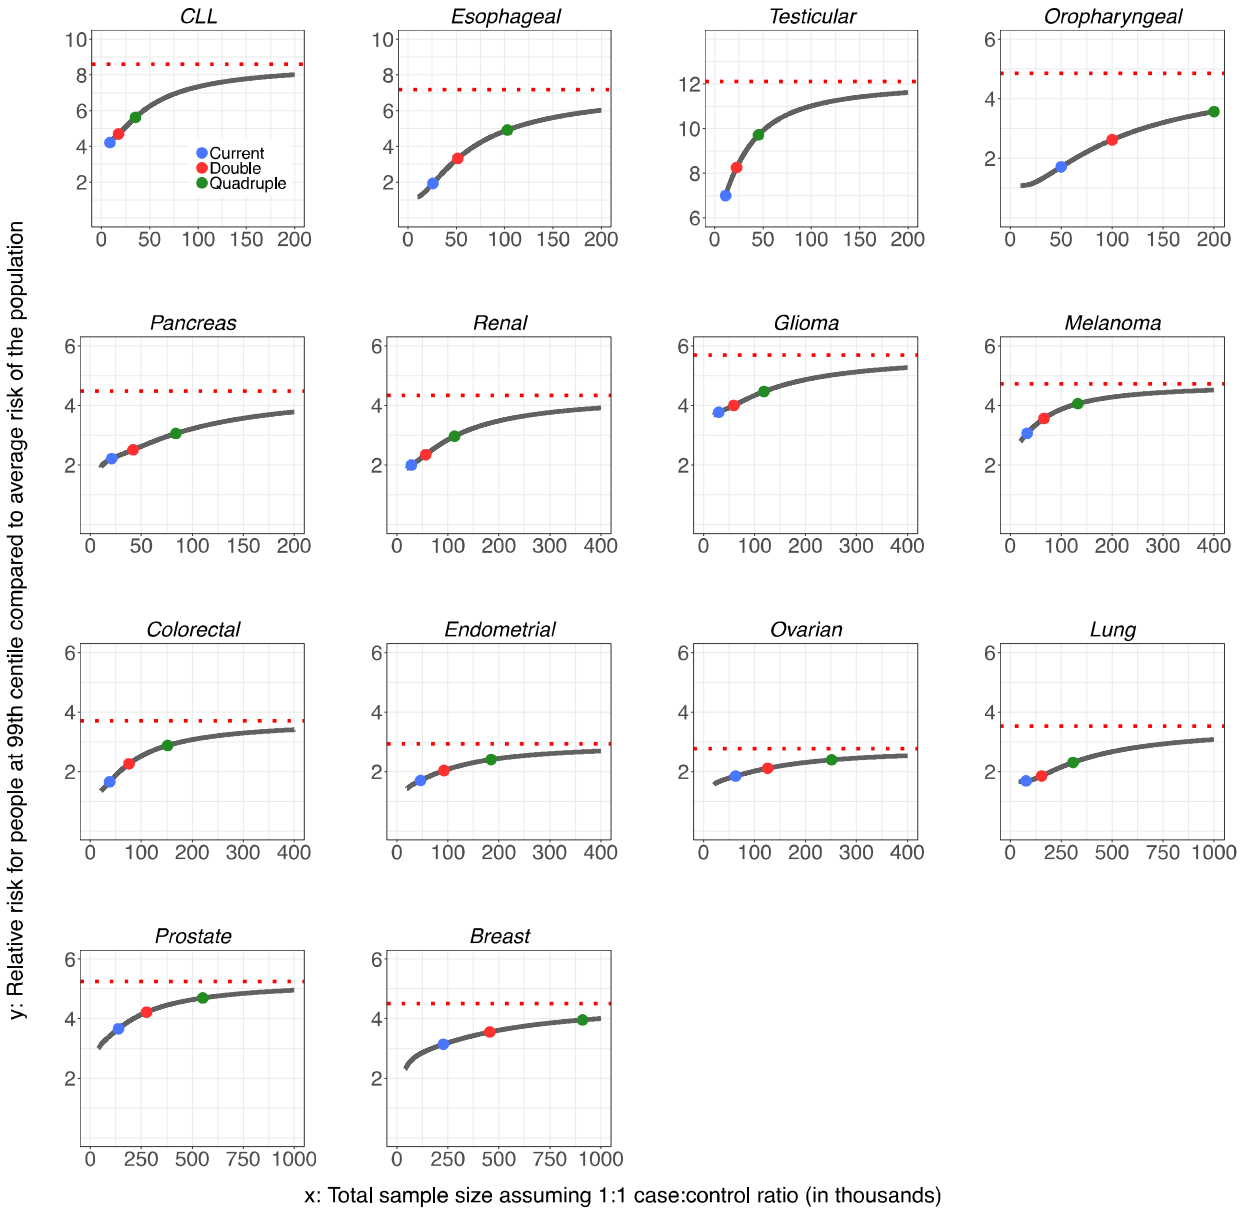 CLL
Esophageal
Testicular
Oropharyngeal
10
8
6
4
2
0 50 100 150 200
Current
Double
Quadruple
10
8
6
4
2
0 50 100 150 200
12
10
8
6
0 50 100 150 200
6
4
2
0 50 100 150 200
y: Relative risk for people at 99th centile compared to average risk of the population
Pancreas
Renal
Glioma
Melanoma
6
4
2
0 50 100 150 200
6
4
2
0 100 200 300 400
6
4
2
0 100 200 300 400
6
4
2
0 100 200 300 400
Colorectal
Endometrial
Ovarian
Lung
6
4
2
0 100 200 300 400
6
4
2
0 100 200 300 400
6
4
2
0 100 200 300 400
6
4
2
0 250 500 750 1000
Prostate
Breast
6
4
2
0 250 500 750 1000
6
4
2
0 250 500 750 1000
x: Total sample size assuming 1:1 case:control ratio (in thousands)